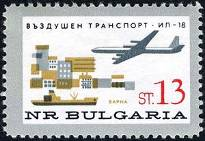 ВЪЗДУШЕН ТРАНСПОРТ · ИЛ-18
ВАРНА
ST. 13
NR BULGARIA